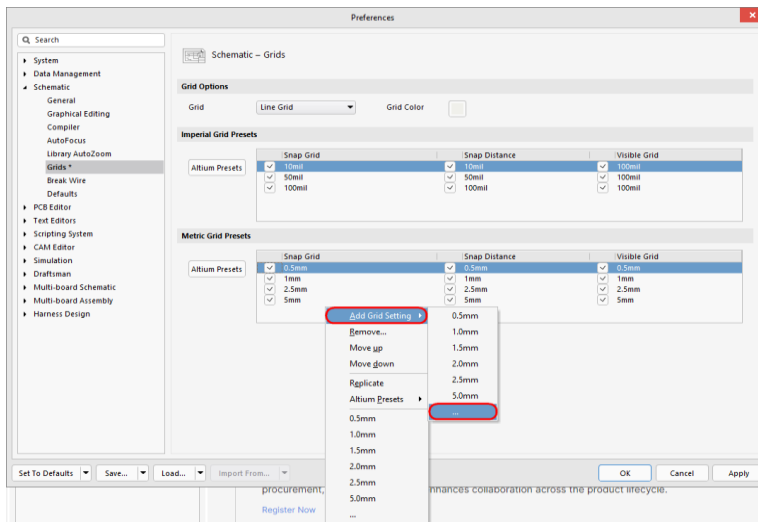 Preferences
Search
System
Data Management
Schematic
General
Graphical Editing
Compiler
AutoFocus
Library AutoZoom
Grids *
Break Wire
Defaults
PCB Editor
Text Editors
Scripting System
CAM Editor
Simulation
Draftsman
Multi-board Schematic
Multi-board Assembly
Harness Design
Schematic – Grids
Grid Options
Grid Line Grid Grid Color
Imperial Grid Presets
Altium Presets
Snap Grid Snap Distance Visible Grid
10mil 10mil 100mil
50mil 50mil 100mil
100mil 100mil 100mil
Metric Grid Presets
Altium Presets
Snap Grid Snap Distance Visible Grid
0.5mm 0.5mm 0.5mm
1mm 1mm 1mm
2.5mm 2.5mm 2.5mm
5mm 5mm 5mm
Add Grid Setting
Remove...
Move up
Move down
Replicate
Altium Presets
0.5mm
1.0mm
1.5mm
2.0mm
2.5mm
5.0mm
...
0.5mm
1.0mm
1.5mm
2.0mm
2.5mm
5.0mm
...
Set To Defaults Save... Load... Import From... OK Cancel Apply
procurement, nhances collaboration across the product lifecycle.
Register Now